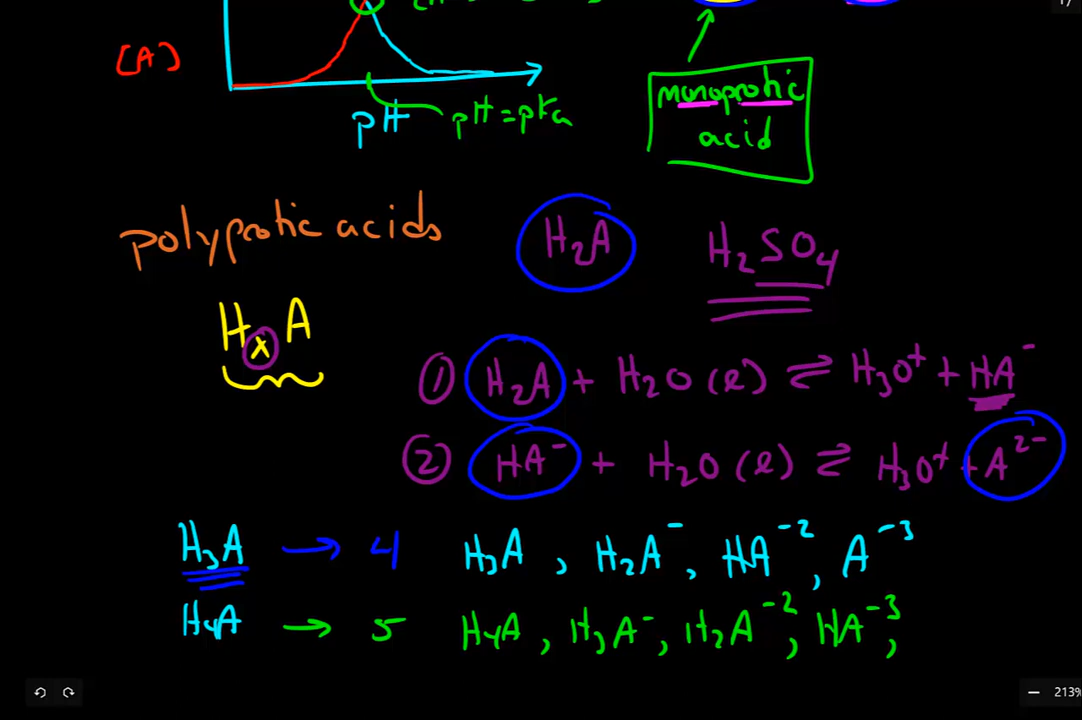 [A]
pH
pH = pKa
monoprotic
acid
polyprotic acids
H₂A
H₂SO₄
HₓA
① H₂A + H₂O (l) ⇌ H₃O⁺ + HA⁻
② HA⁻ + H₂O (l) ⇌ H₃O⁺ + A²⁻
H₃A → 4 H₃A, H₂A⁻, HA⁻², A⁻³
H₄A → 5 H₄A, H₃A⁻, H₂A⁻², HA⁻³,
213%